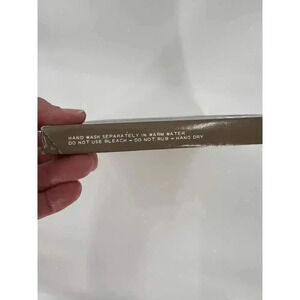 HAND WASH SEPARATELY IN WARM WATER
DO NOT USE BLEACH - DO NOT RUB - HANG DRY